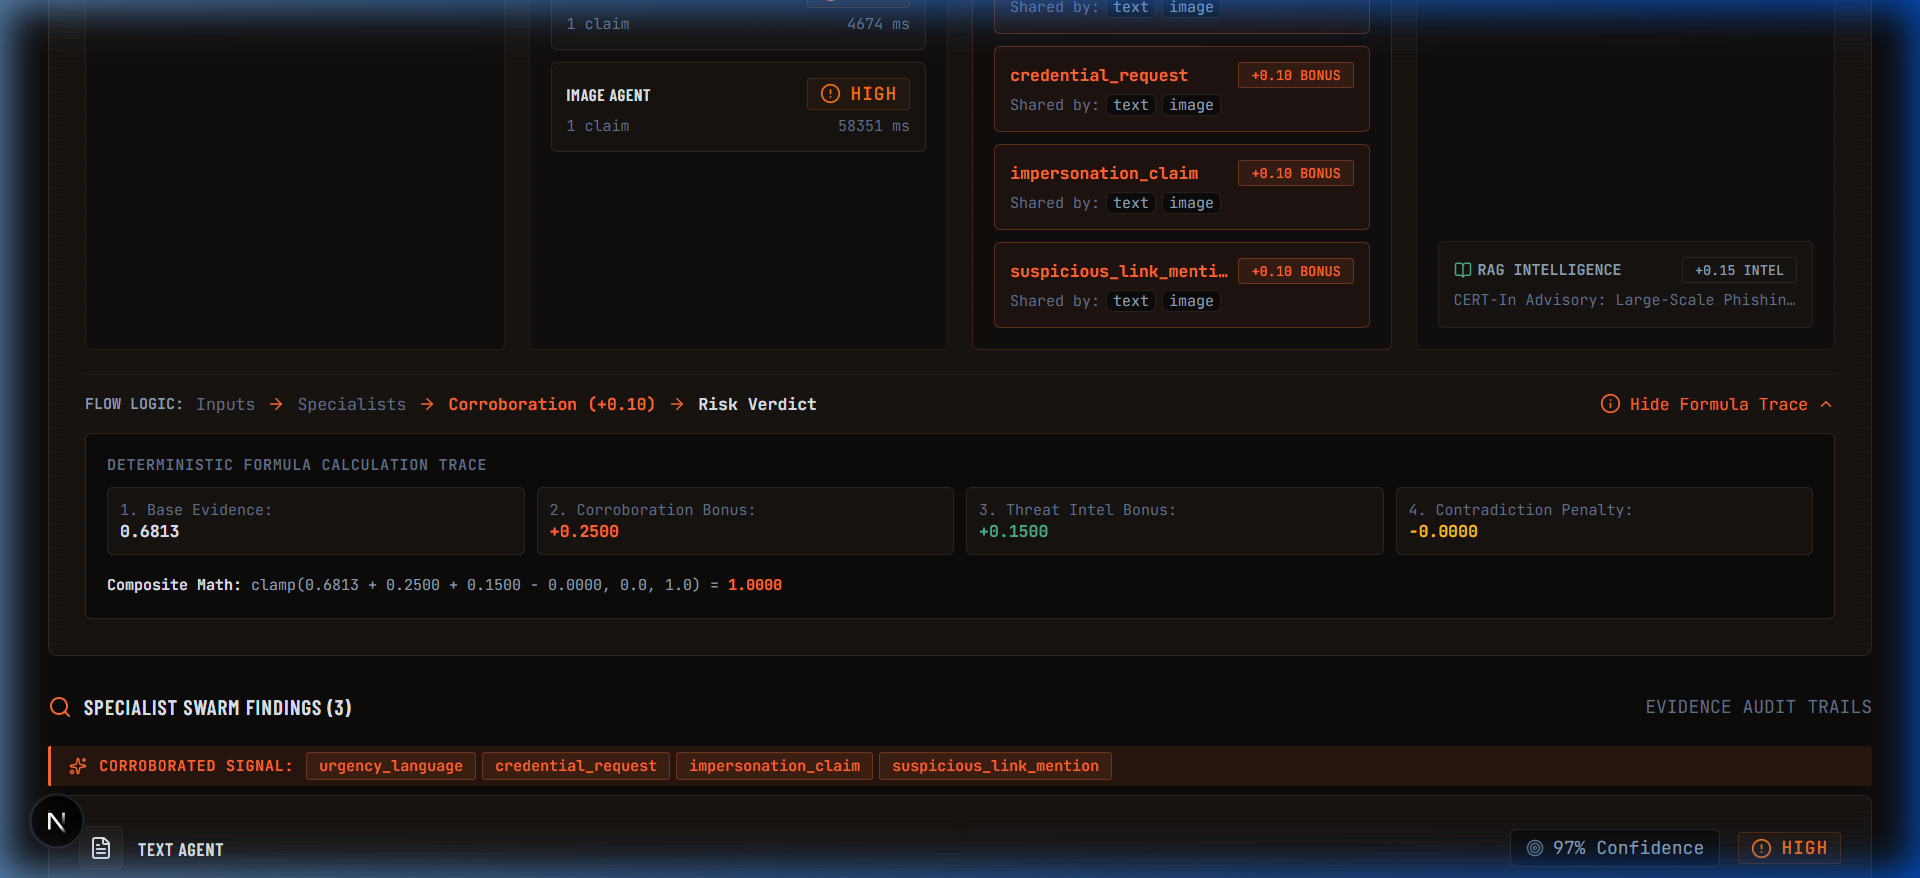 1 claim 4674 ms
IMAGE AGENT HIGH
1 claim 58351 ms
Shared by: text image
credential_request +0.10 BONUS
Shared by: text image
impersonation_claim +0.10 BONUS
Shared by: text image
suspicious_link_menti… +0.10 BONUS
Shared by: text image
RAG INTELLIGENCE +0.15 INTEL
CERT-In Advisory: Large-Scale Phishin…
FLOW LOGIC: Inputs → Specialists → Corroboration (+0.10) → Risk Verdict
Hide Formula Trace
DETERMINISTIC FORMULA CALCULATION TRACE
1. Base Evidence:
0.6813
2. Corroboration Bonus:
+0.2500
3. Threat Intel Bonus:
+0.1500
4. Contradiction Penalty:
-0.0000
Composite Math: clamp(0.6813 + 0.2500 + 0.1500 - 0.0000, 0.0, 1.0) = 1.0000
SPECIALIST SWARM FINDINGS (3)
EVIDENCE AUDIT TRAILS
CORROBORATED SIGNAL: urgency_language credential_request impersonation_claim suspicious_link_mention
N
TEXT AGENT
97% Confidence
HIGH